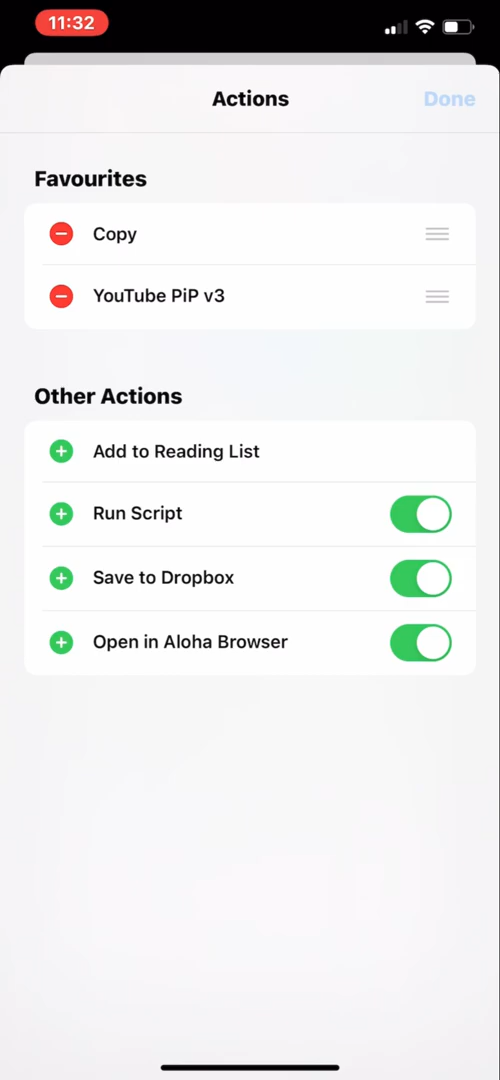 11:32
Actions
Done
Favourites
Copy
YouTube PiP v3
Other Actions
Add to Reading List
Run Script
Save to Dropbox
Open in Aloha Browser